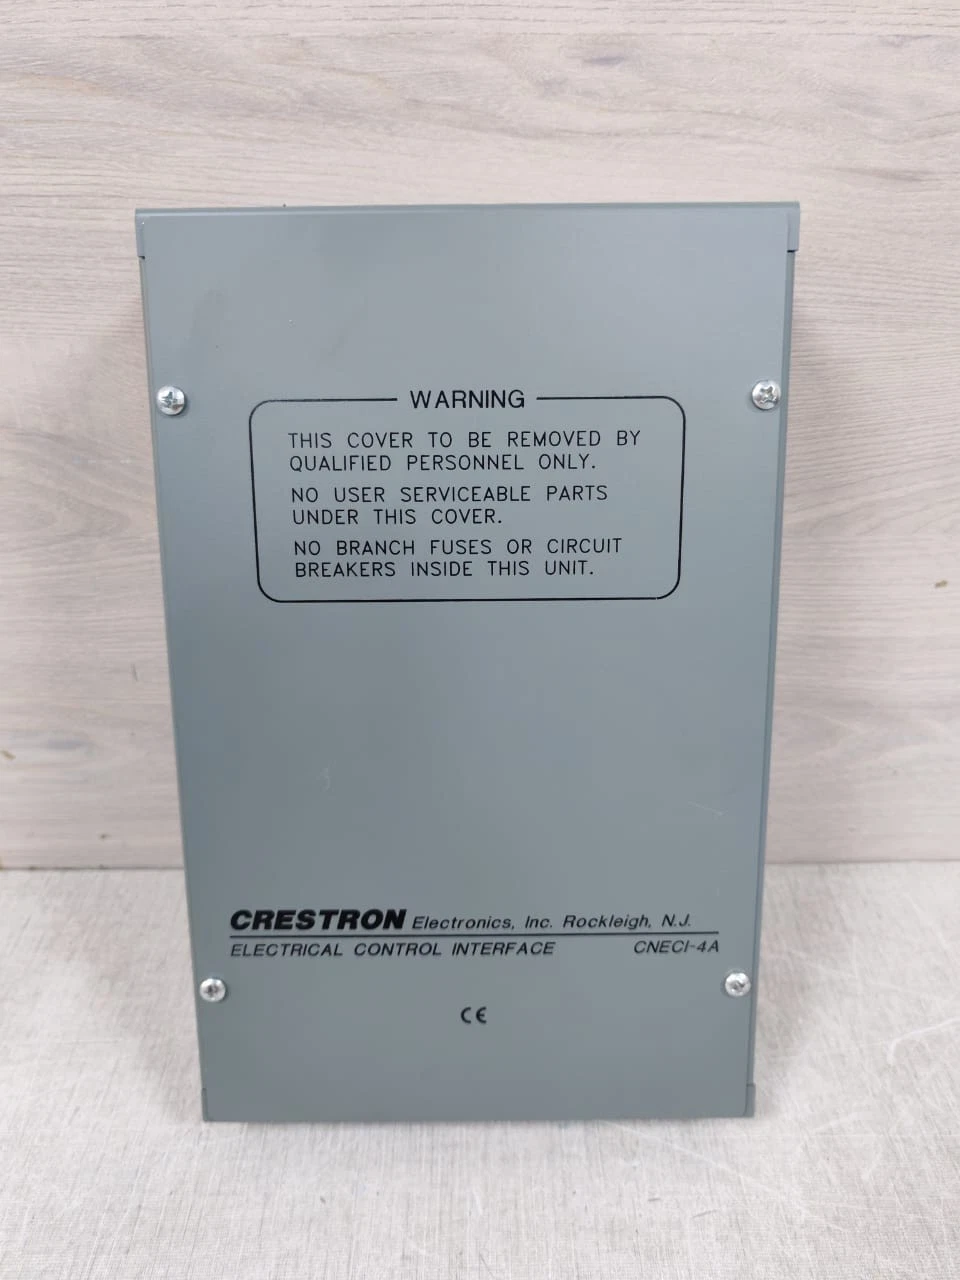 WARNING
THIS COVER TO BE REMOVED BY
QUALIFIED PERSONNEL ONLY.
NO USER SERVICEABLE PARTS
UNDER THIS COVER.
NO BRANCH FUSES OR CIRCUIT
BREAKERS INSIDE THIS UNIT.
CRESTRON Electronics, Inc. Rockleigh, N.J.
ELECTRICAL CONTROL INTERFACE CNECI-4A
CE